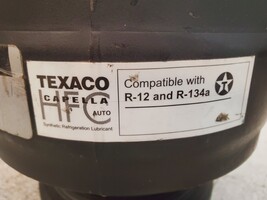 TEXACO
CAPELLA
HFC AUTO
Synthetic Refrigeration Lubricant
Compatible with
R-12 and R-134a